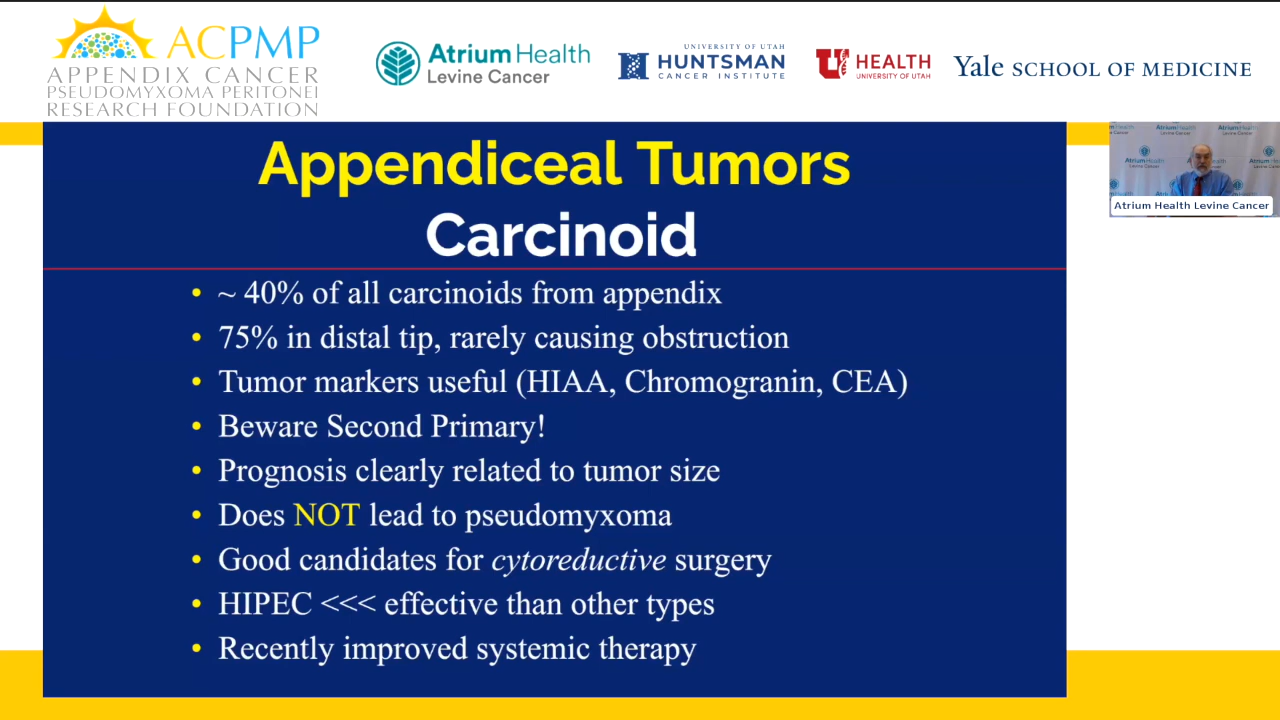 ACPMP
APPENDIX CANCER
PSEUDOMYXOMA PERITONEI
RESEARCH FOUNDATION
Atrium Health
Levine Cancer
UNIVERSITY OF UTAH
HUNTSMAN
CANCER INSTITUTE
U HEALTH
UNIVERSITY OF UTAH
Yale SCHOOL OF MEDICINE
Appendiceal Tumors
Carcinoid
• ~ 40% of all carcinoids from appendix
• 75% in distal tip, rarely causing obstruction
• Tumor markers useful (HIAA, Chromogranin, CEA)
• Beware Second Primary!
• Prognosis clearly related to tumor size
• Does NOT lead to pseudomyxoma
• Good candidates for cytoreductive surgery
• HIPEC <<< effective than other types
• Recently improved systemic therapy
Atrium Health Levine Cancer